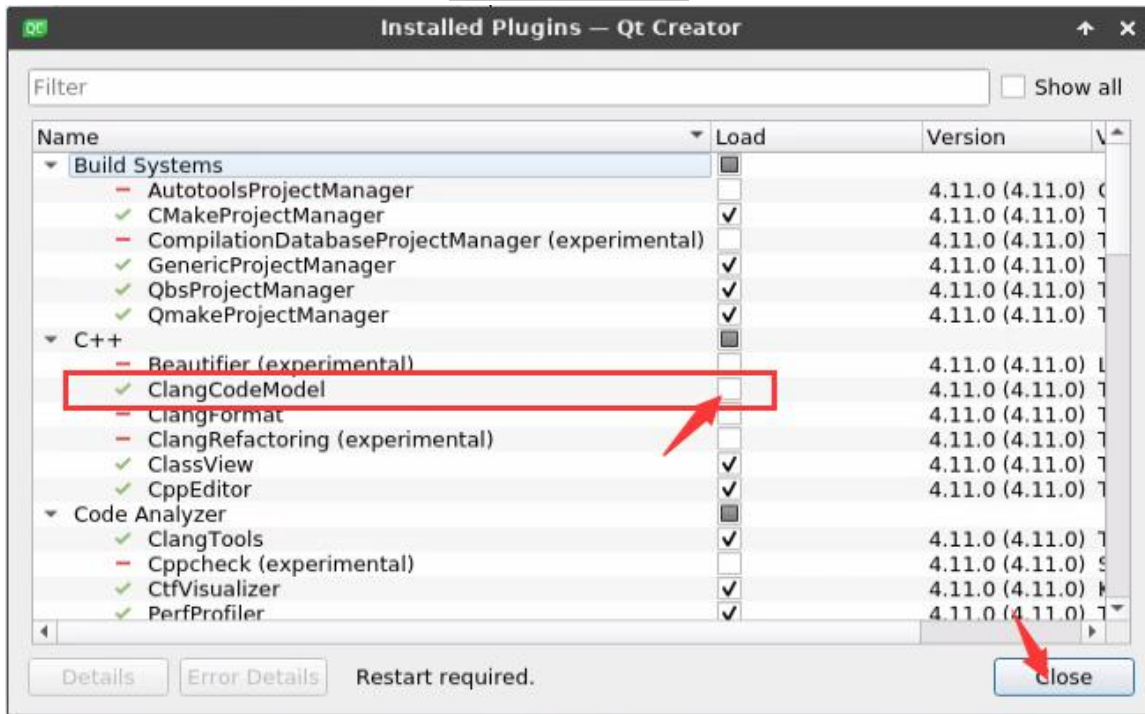 QC Installed Plugins — Qt Creator
Filter Show all
Name Load Version
Build Systems
AutotoolsProjectManager 4.11.0 (4.11.0)
CMakeProjectManager 4.11.0 (4.11.0)
CompilationDatabaseProjectManager (experimental) 4.11.0 (4.11.0)
GenericProjectManager 4.11.0 (4.11.0)
QbsProjectManager 4.11.0 (4.11.0)
QmakeProjectManager 4.11.0 (4.11.0)
C++
Beautifier (experimental) 4.11.0 (4.11.0)
ClangCodeModel 4.11.0 (4.11.0)
ClangFormat 4.11.0 (4.11.0)
ClangRefactoring (experimental) 4.11.0 (4.11.0)
ClassView 4.11.0 (4.11.0)
CppEditor 4.11.0 (4.11.0)
Code Analyzer
ClangTools 4.11.0 (4.11.0)
Cppcheck (experimental) 4.11.0 (4.11.0)
CtfVisualizer 4.11.0 (4.11.0)
PerfProfiler 4.11.0 (4.11.0)
Details Error Details Restart required. Close